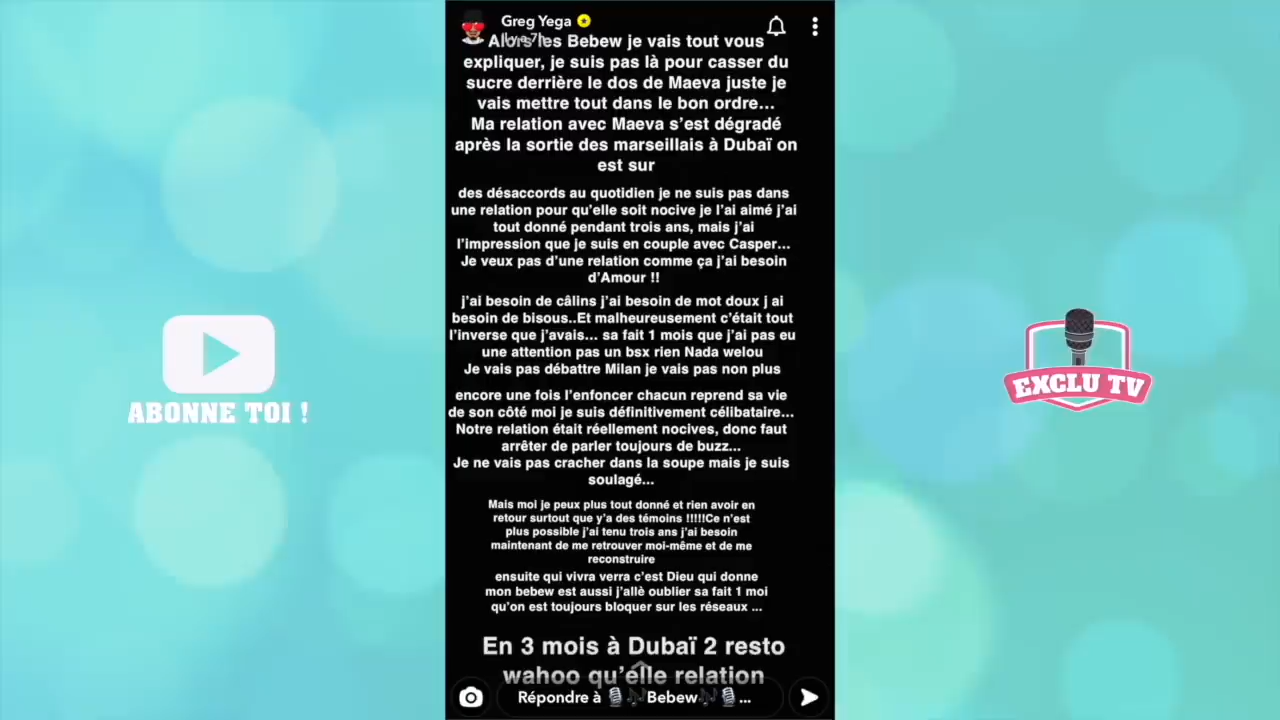 Greg Yega
Il y a 7h
Alors les Bebew je vais tout vous
expliquer, je suis pas là pour casser du
sucre derrière le dos de Maeva juste je
vais mettre tout dans le bon ordre...
Ma relation avec Maeva s'est dégradé
après la sortie des marseillais à Dubaï on
est sur
des désaccords au quotidien je ne suis pas dans
une relation pour qu'elle soit nocive je l'ai aimé j'ai
tout donné pendant trois ans, mais j'ai
l'impression que je suis en couple avec Casper...
Je veux pas d'une relation comme ça j'ai besoin
d'Amour !!
j'ai besoin de câlins j'ai besoin de mot doux j ai
besoin de bisous..Et malheureusement c'était tout
l'inverse que j'avais... sa fait 1 mois que j'ai pas eu
une attention pas un bsx rien Nada welou
Je vais pas débattre Milan je vais pas non plus
encore une fois l'enfoncer chacun reprend sa vie
de son côté moi je suis définitivement célibataire...
Notre relation était réellement nocives, donc faut
arrêter de parler toujours de buzz...
Je ne vais pas cracher dans la soupe mais je suis
soulagé...
Mais moi je peux plus tout donné et rien avoir en
retour surtout que y'a des témoins !!!!!Ce n'est
plus possible j'ai tenu trois ans j'ai besoin
maintenant de me retrouver moi-même et de me
reconstruire
ensuite qui vivra verra c'est Dieu qui donne
mon bebew est aussi j'allè oublier sa fait 1 moi
qu'on est toujours bloquer sur les réseaux ...
En 3 mois à Dubaï 2 resto
wahoo qu'elle relation
Répondre à 🎙️🎶Bebew🎶🎙️...
ABONNE TOI !
EXCLU TV